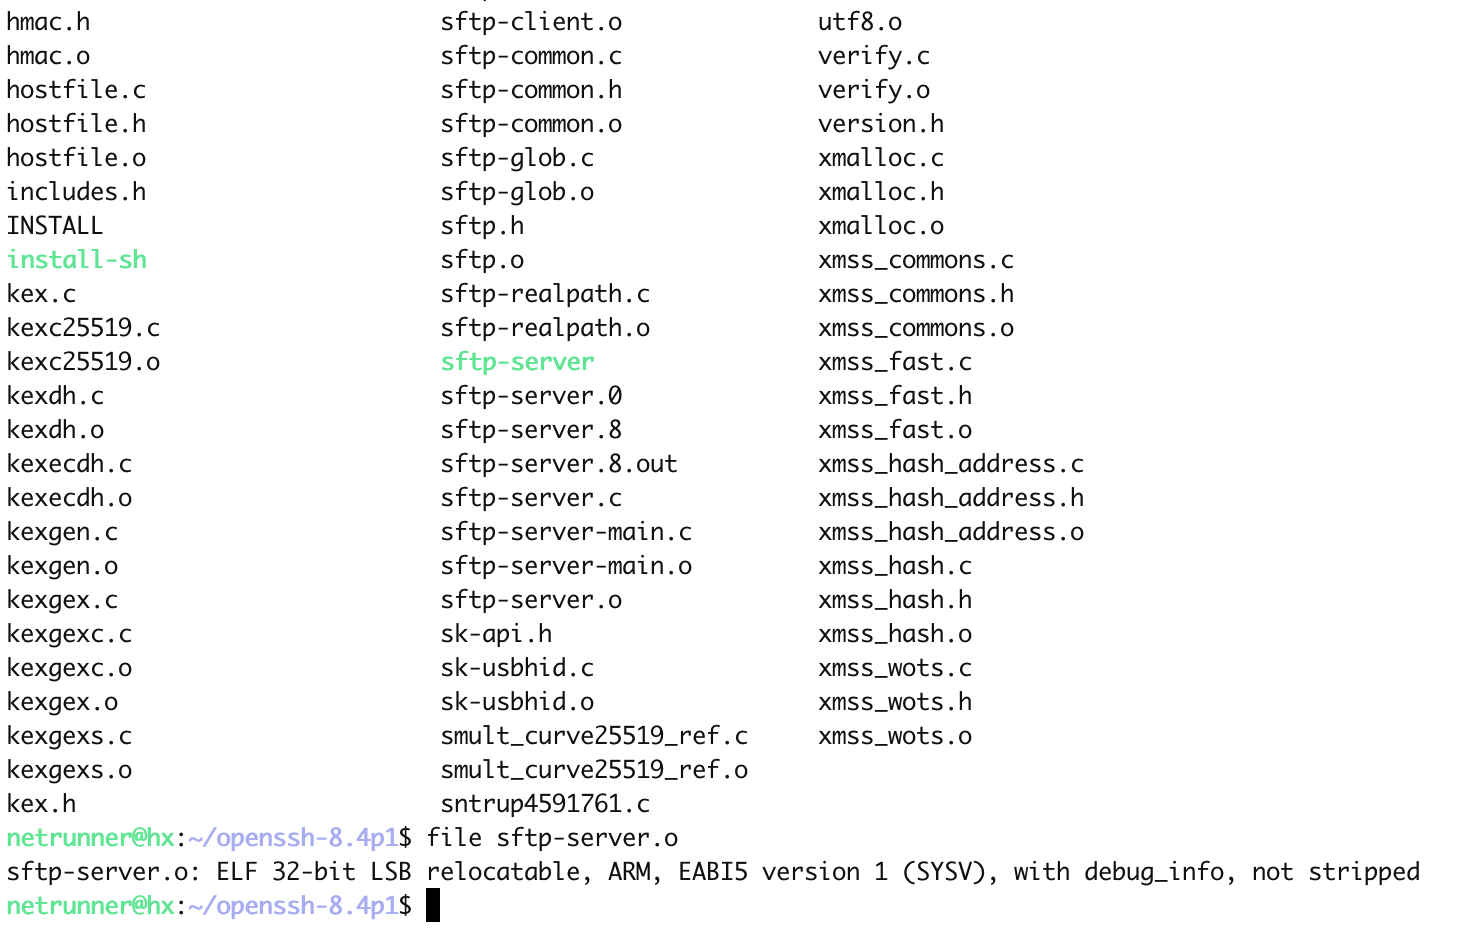 hmac.h sftp-client.o utf8.o
hmac.o sftp-common.c verify.c
hostfile.c sftp-common.h verify.o
hostfile.h sftp-common.o version.h
hostfile.o sftp-glob.c xmalloc.c
includes.h sftp-glob.o xmalloc.h
INSTALL sftp.h xmalloc.o
install-sh sftp.o xmss_commons.c
kex.c sftp-realpath.c xmss_commons.h
kexc25519.c sftp-realpath.o xmss_commons.o
kexc25519.o sftp-server xmss_fast.c
kexdh.c sftp-server.0 xmss_fast.h
kexdh.o sftp-server.8 xmss_fast.o
kexecdh.c sftp-server.8.out xmss_hash_address.c
kexecdh.o sftp-server.c xmss_hash_address.h
kexgen.c sftp-server-main.c xmss_hash_address.o
kexgen.o sftp-server-main.o xmss_hash.c
kexgex.c sftp-server.o xmss_hash.h
kexgexc.c sk-api.h xmss_hash.o
kexgexc.o sk-usbhid.c xmss_wots.c
kexgex.o sk-usbhid.o xmss_wots.h
kexgexs.c smult_curve25519_ref.c xmss_wots.o
kexgexs.o smult_curve25519_ref.o
kex.h sntrup4591761.c
netrunner@hx:~/openssh-8.4p1$ file sftp-server.o
sftp-server.o: ELF 32-bit LSB relocatable, ARM, EABI5 version 1 (SYSV), with debug_info, not stripped
netrunner@hx:~/openssh-8.4p1$